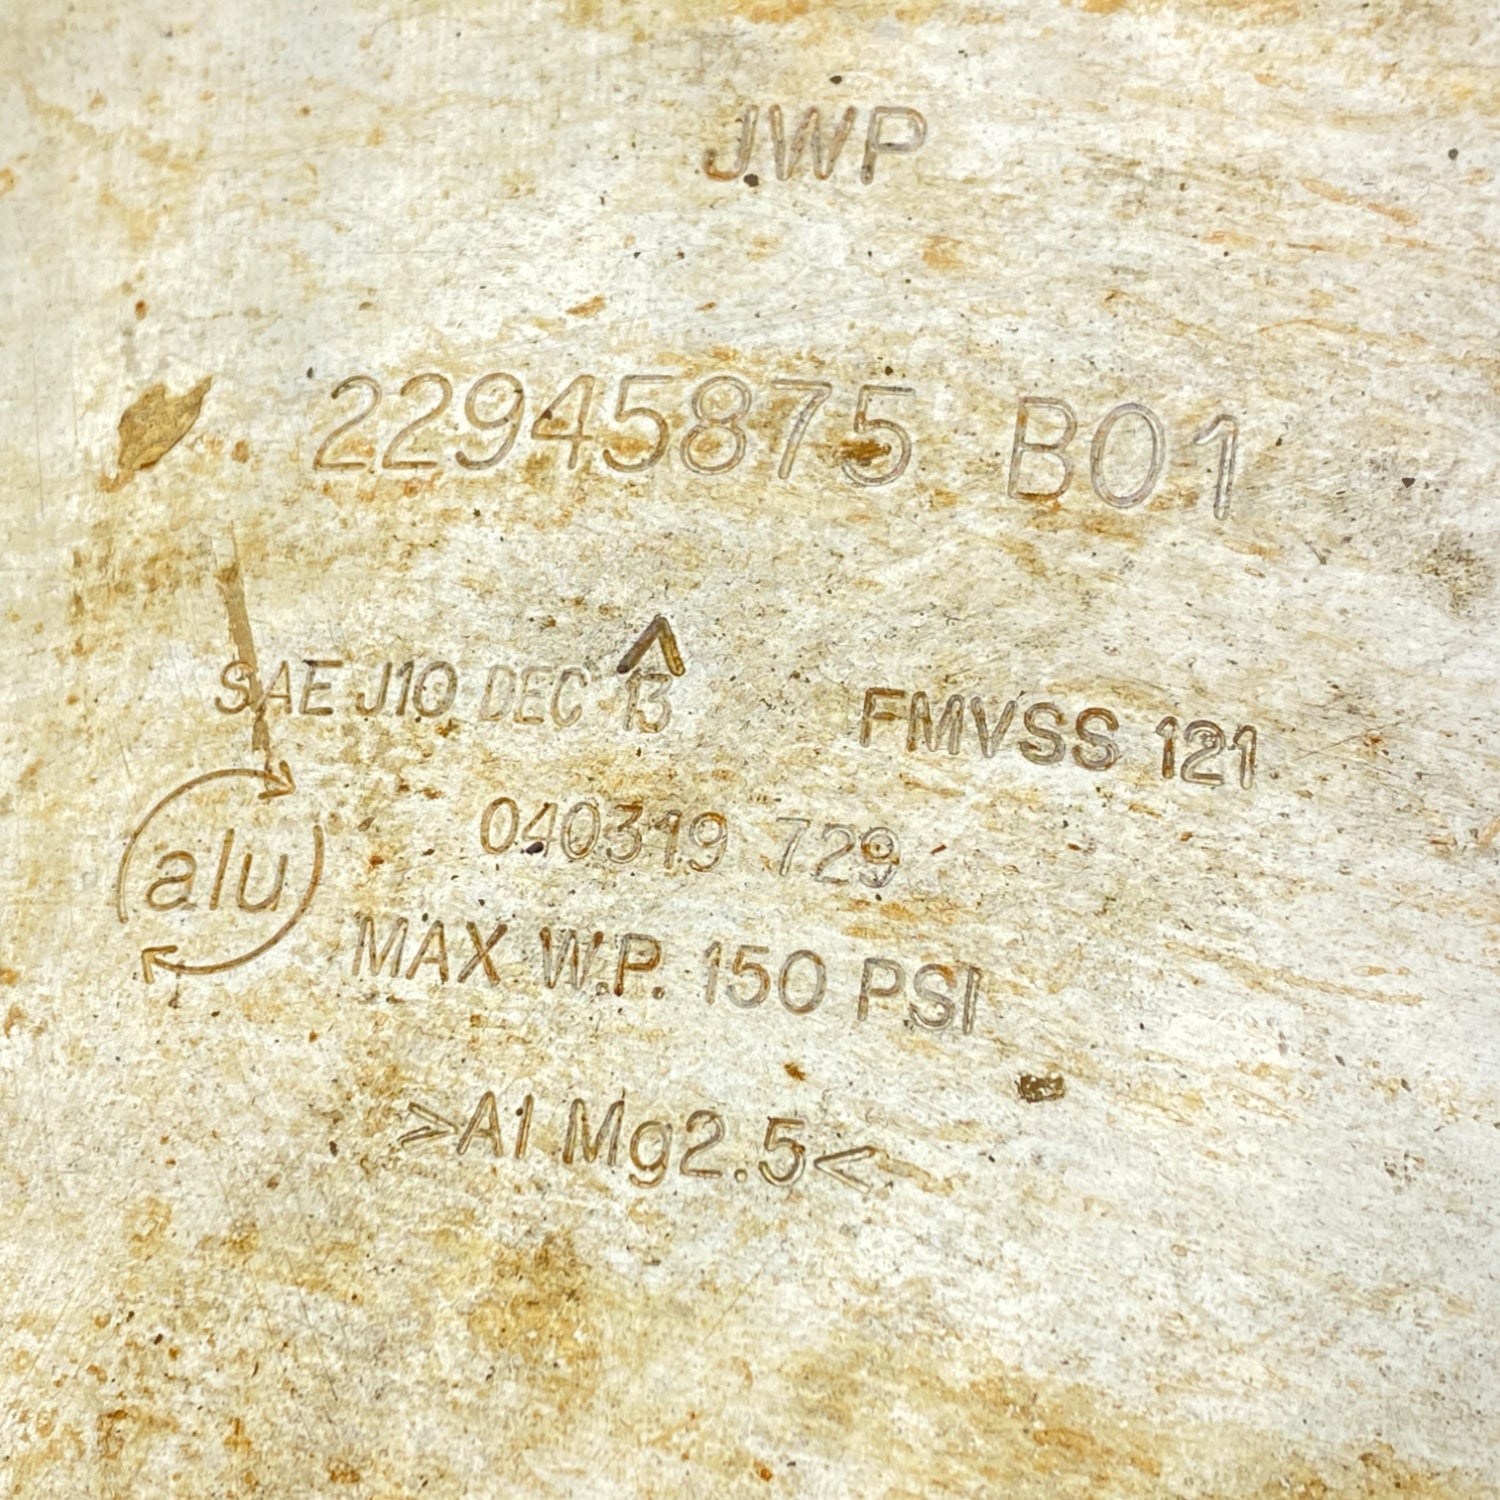 JWP
22945875 B01
SAE J10 DEC 13 FMVSS 121
040319 729
alu
MAX W.P. 150 PSI
>Al Mg2.5<